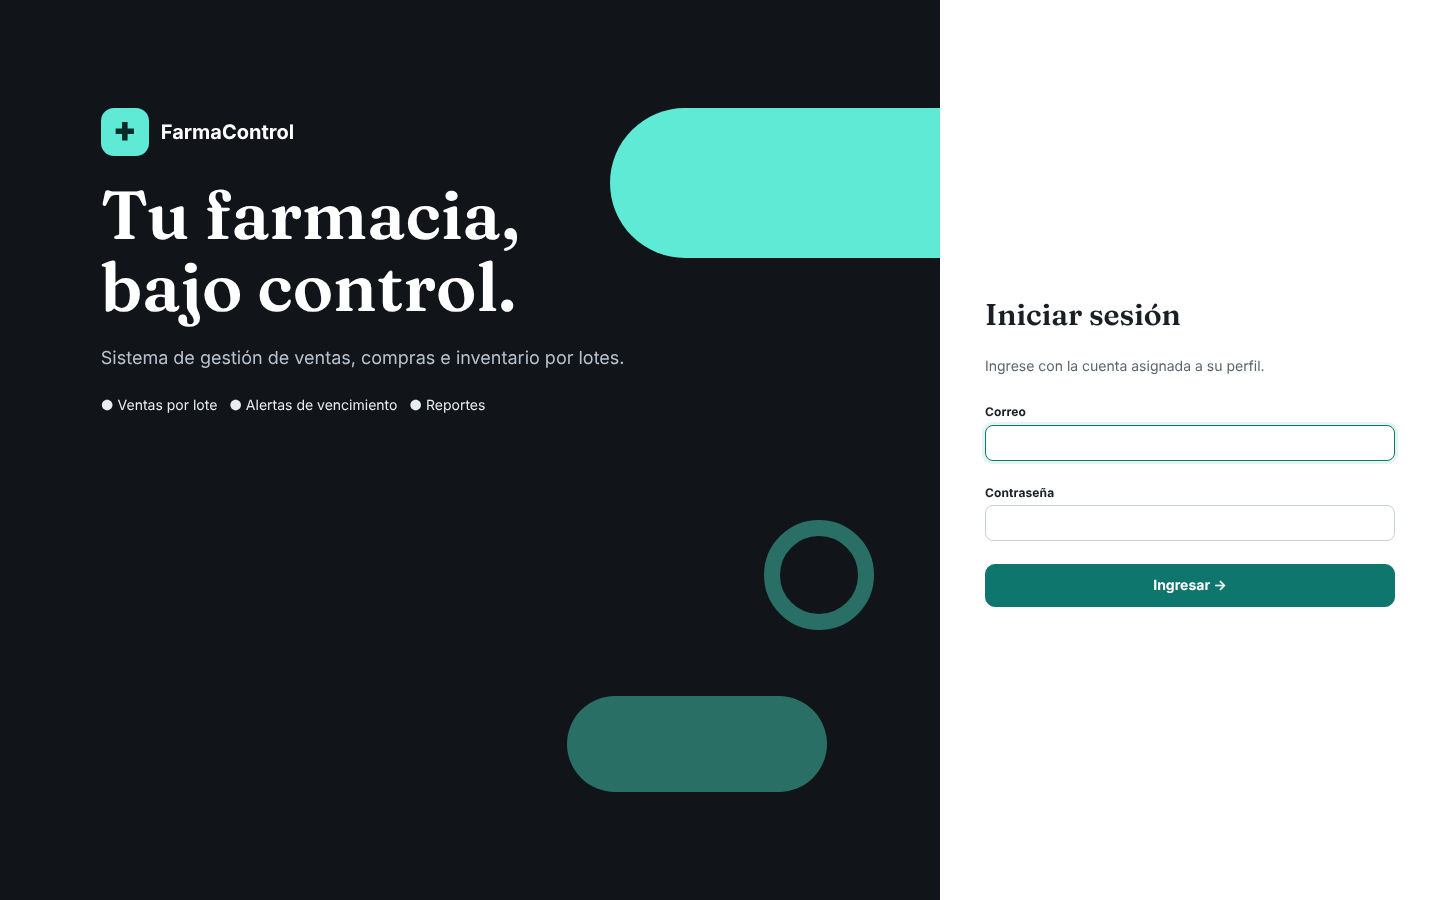 FarmaControl
Tu farmacia,
bajo control.
Sistema de gestión de ventas, compras e inventario por lotes.
● Ventas por lote ● Alertas de vencimiento ● Reportes
Iniciar sesión
Ingrese con la cuenta asignada a su perfil.
Correo
Contraseña
Ingresar →